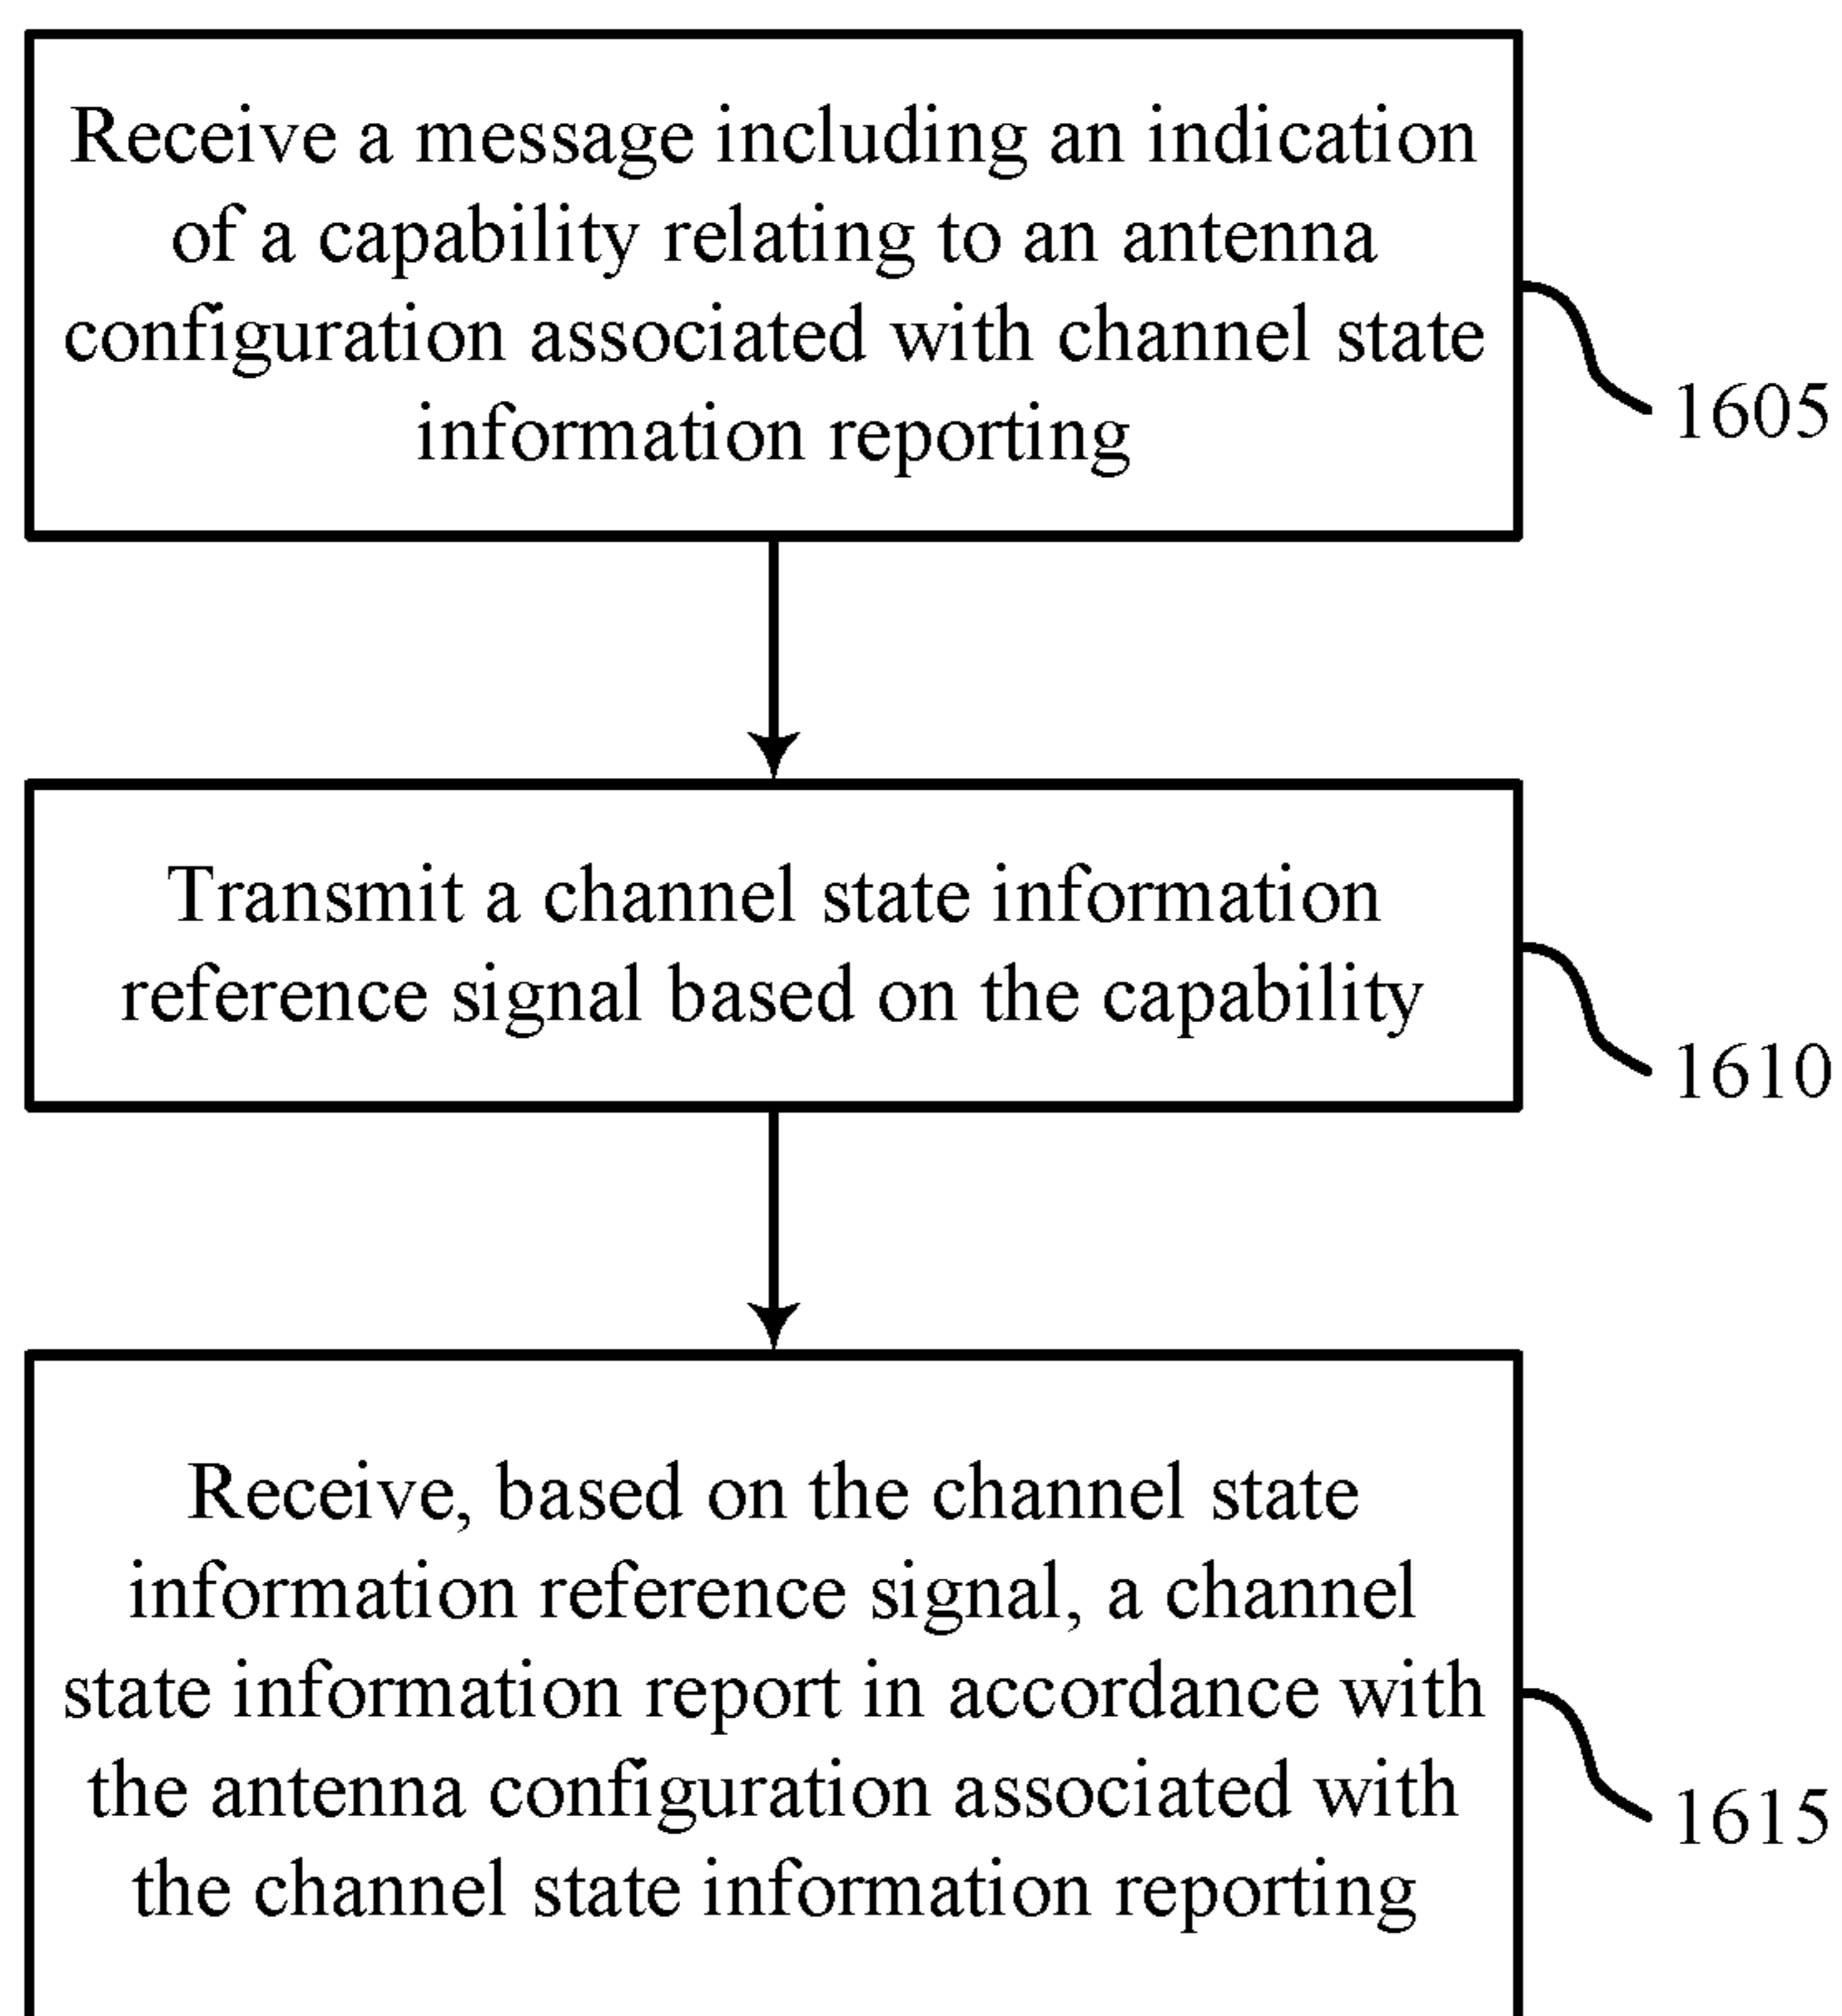 Receive a message including an indication
of a capability relating to an antenna
configuration associated with channel state
information reporting
1605
Transmit a channel state information
reference signal based on the capability
1610
Receive, based on the channel state
information reference signal, a channel
state information report in accordance with
the antenna configuration associated with
the channel state information reporting
1615